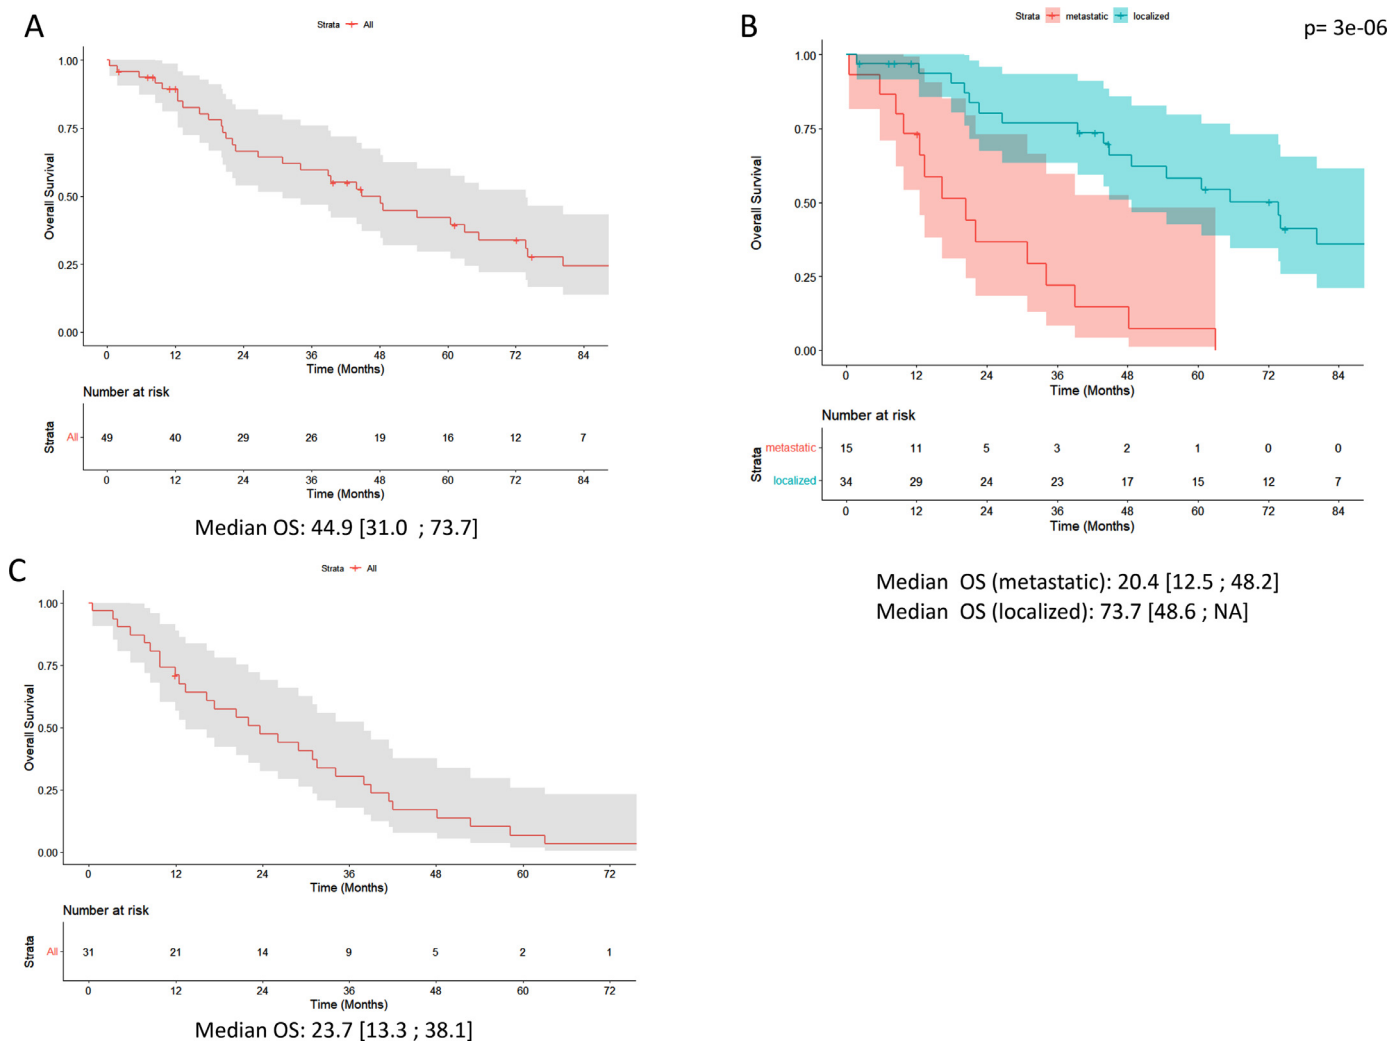 A
Strata All
1.00
0.75
0.50
0.25
0.00
Overall Survival
0 12 24 36 48 60 72 84
Time (Months)
Number at risk
Strata
All 49 40 29 26 19 16 12 7
0 12 24 36 48 60 72 84
Time (Months)
Median OS: 44.9 [31.0 ; 73.7]
B
Strata metastatic localized
p= 3e-06
1.00
0.75
0.50
0.25
0.00
Overall Survival
0 12 24 36 48 60 72 84
Time (Months)
Number at risk
Strata
metastatic 15 11 5 3 2 1 0 0
localized 34 29 24 23 17 15 12 7
0 12 24 36 48 60 72 84
Time (Months)
Median OS (metastatic): 20.4 [12.5 ; 48.2]
Median OS (localized): 73.7 [48.6 ; NA]
C
Strata All
1.00
0.75
0.50
0.25
0.00
Overall Survival
0 12 24 36 48 60 72
Time (Months)
Number at risk
Strata
All 31 21 14 9 5 2 1
0 12 24 36 48 60 72
Time (Months)
Median OS: 23.7 [13.3 ; 38.1]